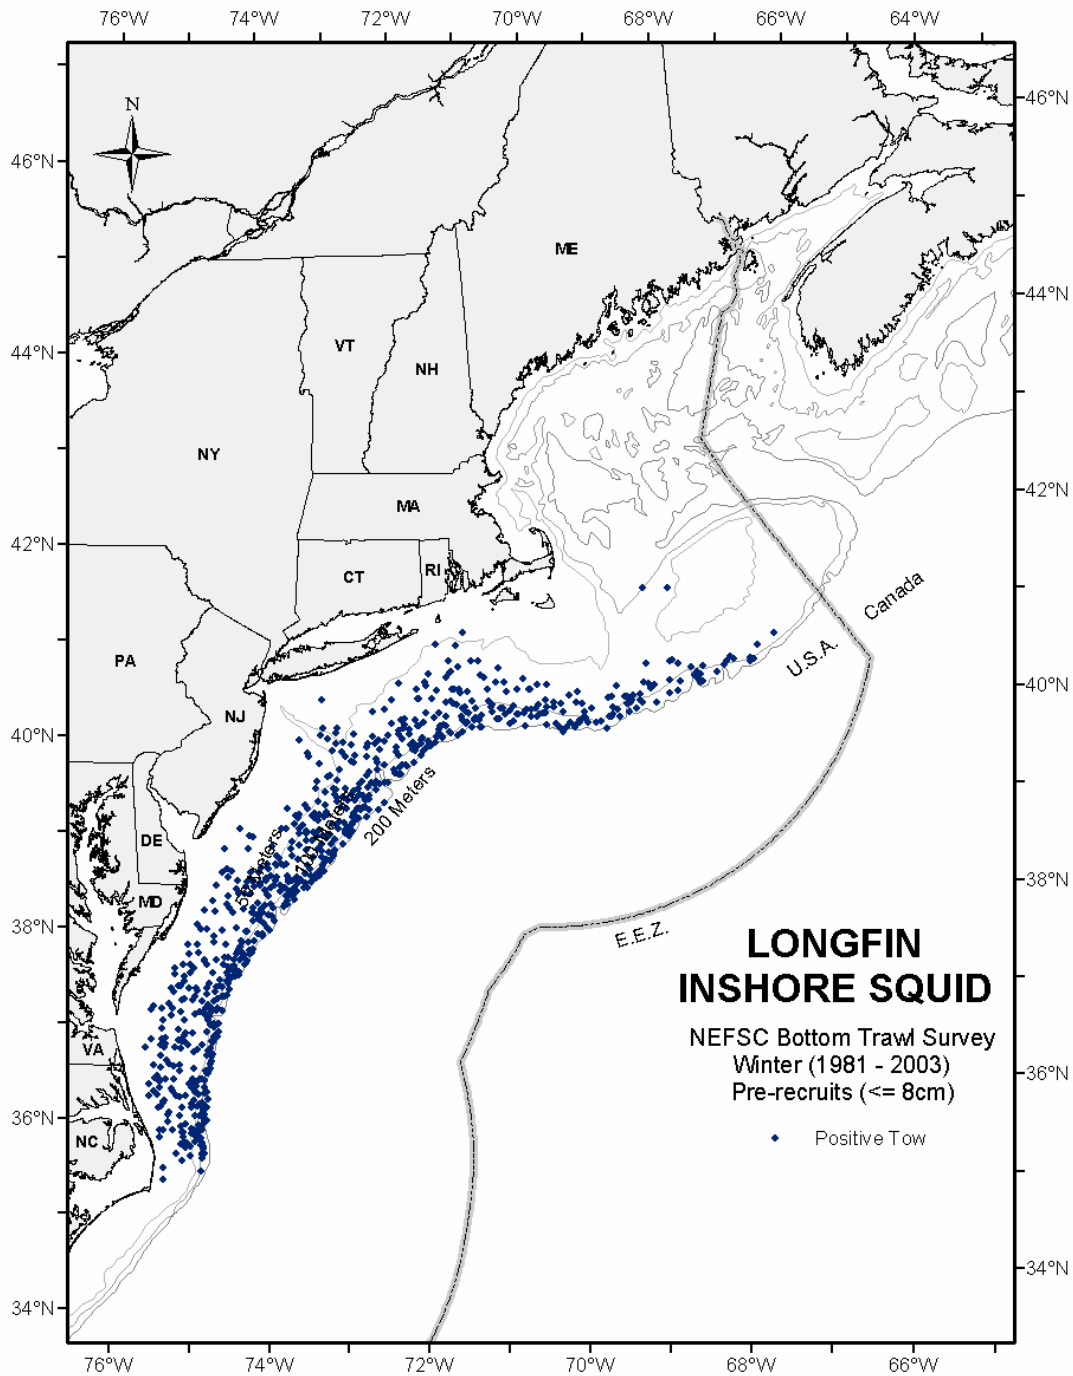 76°W 74°W 72°W 70°W 68°W 66°W 64°W
N
46°N
46°N
ME
44°N
VT
44°N
NH
NY
42°N
MA
42°N
CT
RI
Canada
U.S.A.
PA
40°N
NJ
40°N
200 Meters
100 Meters
50 Meters
DE
38°N
MD
38°N
E.E.Z.
LONGFIN
INSHORE SQUID
NEFSC Bottom Trawl Survey
Winter (1981 - 2003)
Pre-recruits (<= 8cm)
VA
36°N
36°N
NC
Positive Tow
34°N
34°N
76°W 74°W 72°W 70°W 68°W 66°W